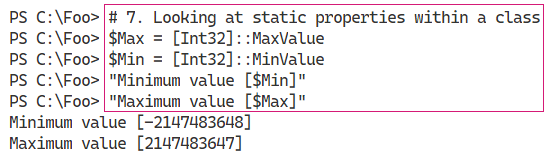 PS C:\Foo> # 7. Looking at static properties within a class
PS C:\Foo> $Max = [Int32]::MaxValue
PS C:\Foo> $Min = [Int32]::MinValue
PS C:\Foo> "Minimum value [$Min]"
PS C:\Foo> "Maximum value [$Max]"
Minimum value [-2147483648]
Maximum value [2147483647]